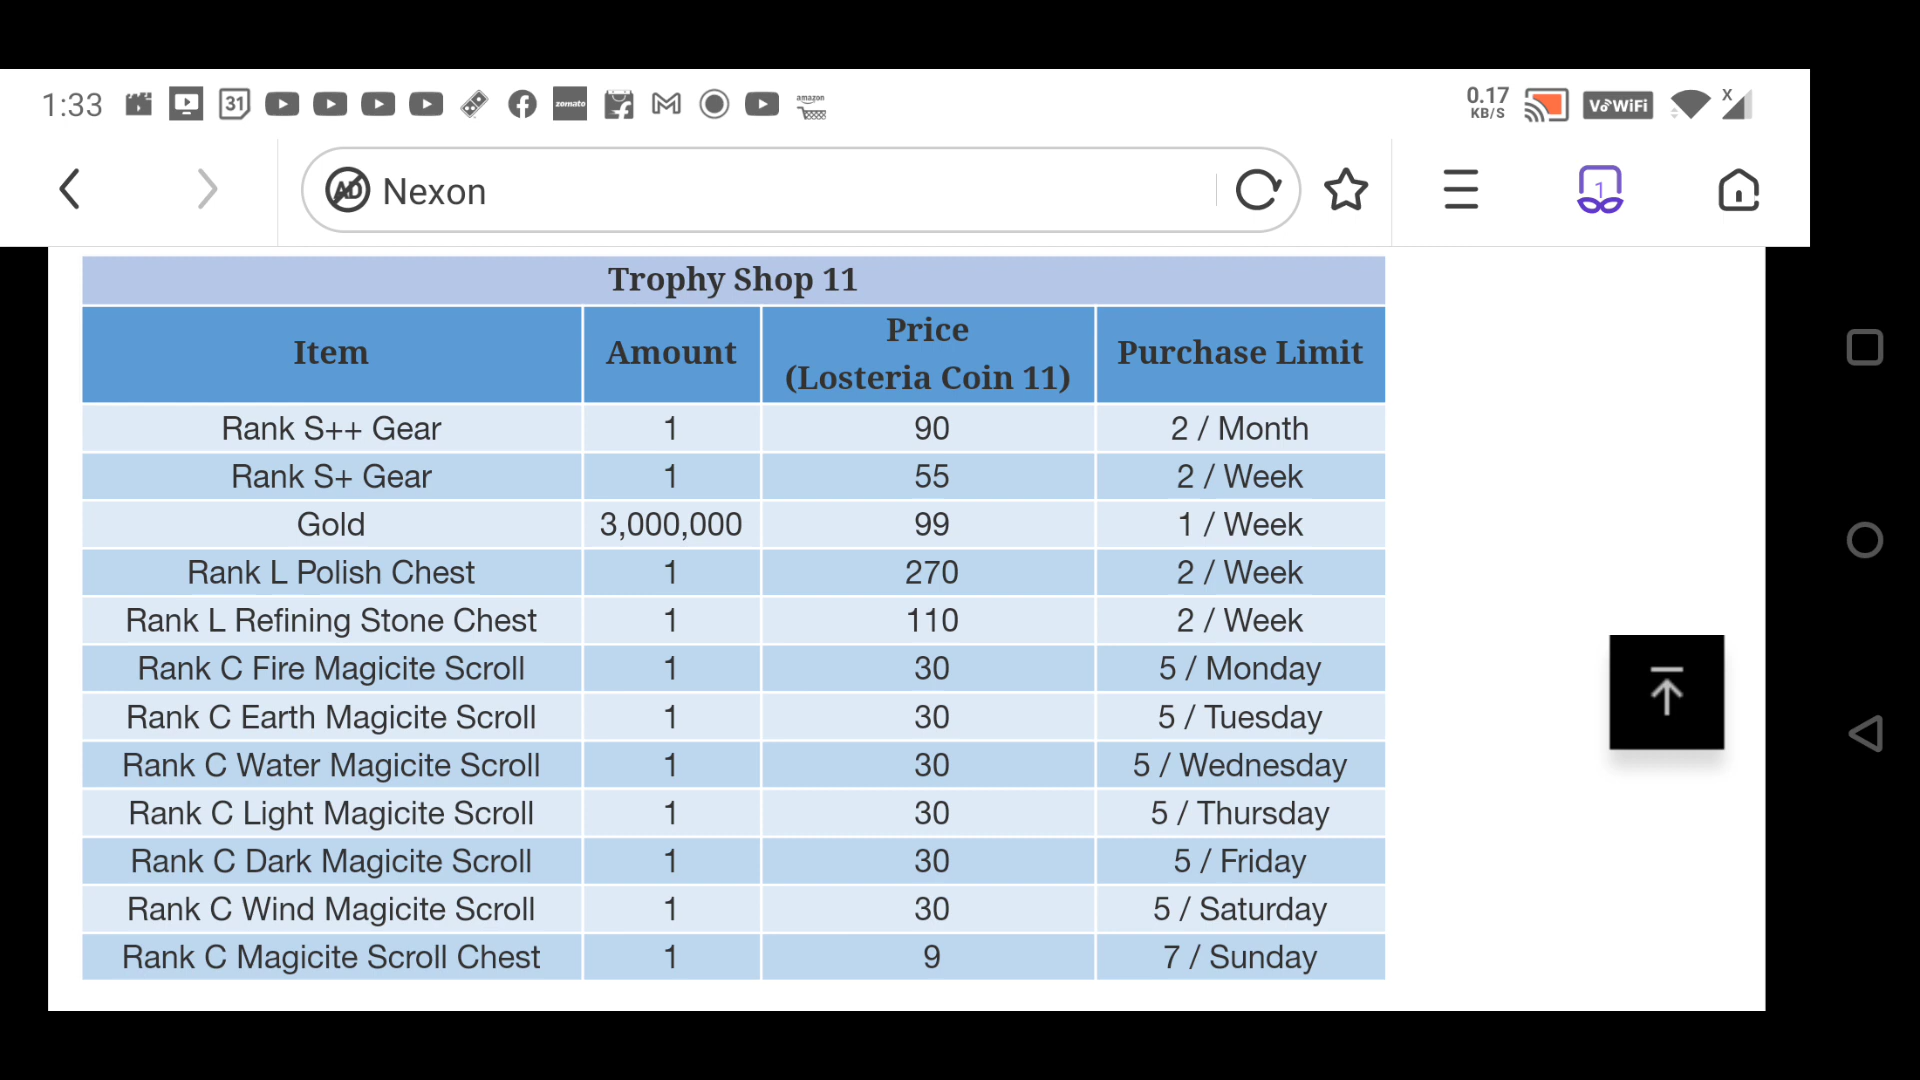 1:33 31 zomato amazon 0.17 KB/S VoWiFi X
AD Nexon 1
Trophy Shop 11
Item Amount Price (Losteria Coin 11) Purchase Limit
Rank S++ Gear 1 90 2 / Month
Rank S+ Gear 1 55 2 / Week
Gold 3,000,000 99 1 / Week
Rank L Polish Chest 1 270 2 / Week
Rank L Refining Stone Chest 1 110 2 / Week
Rank C Fire Magicite Scroll 1 30 5 / Monday
Rank C Earth Magicite Scroll 1 30 5 / Tuesday
Rank C Water Magicite Scroll 1 30 5 / Wednesday
Rank C Light Magicite Scroll 1 30 5 / Thursday
Rank C Dark Magicite Scroll 1 30 5 / Friday
Rank C Wind Magicite Scroll 1 30 5 / Saturday
Rank C Magicite Scroll Chest 1 9 7 / Sunday